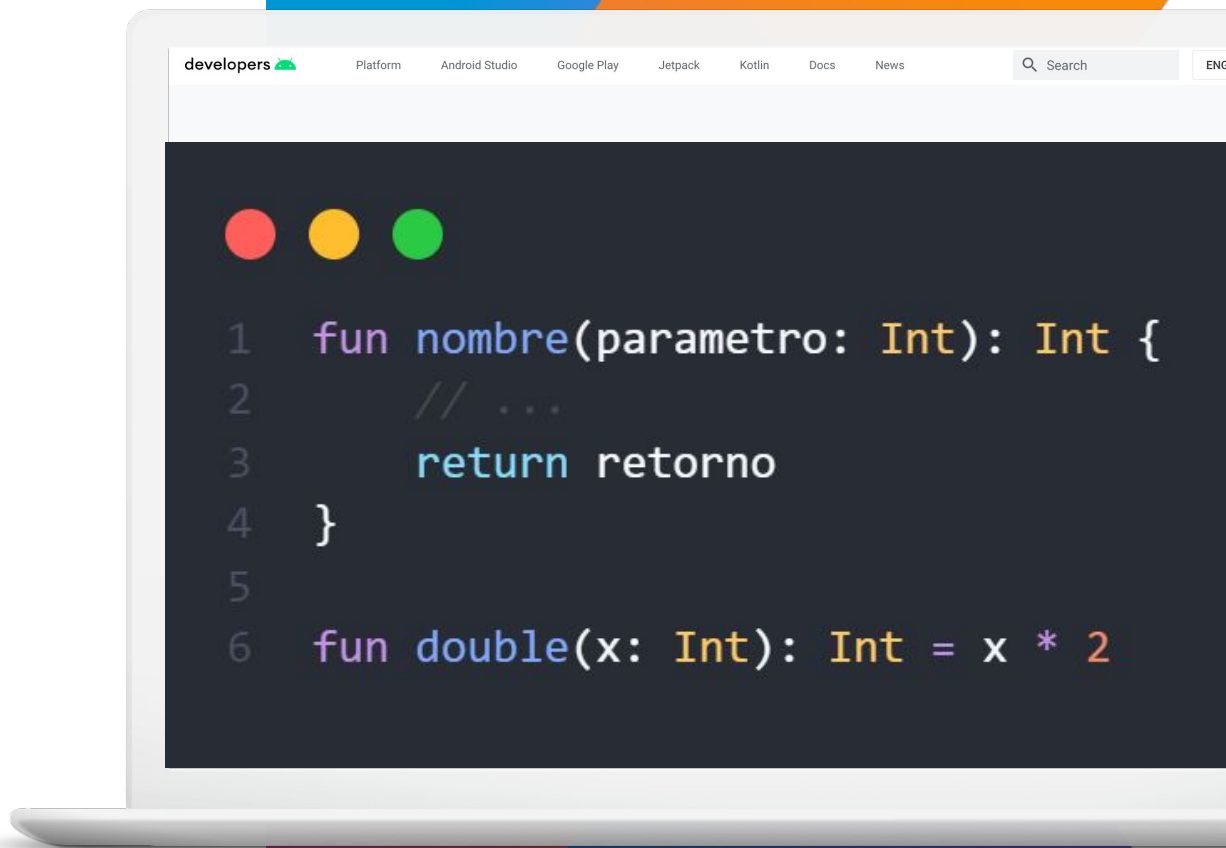 developers Platform Android Studio Google Play Jetpack Kotlin Docs News Search ENG
1 fun nombre(parametro: Int): Int {
2 // ...
3 return retorno
4 }
5
6 fun double(x: Int): Int = x * 2